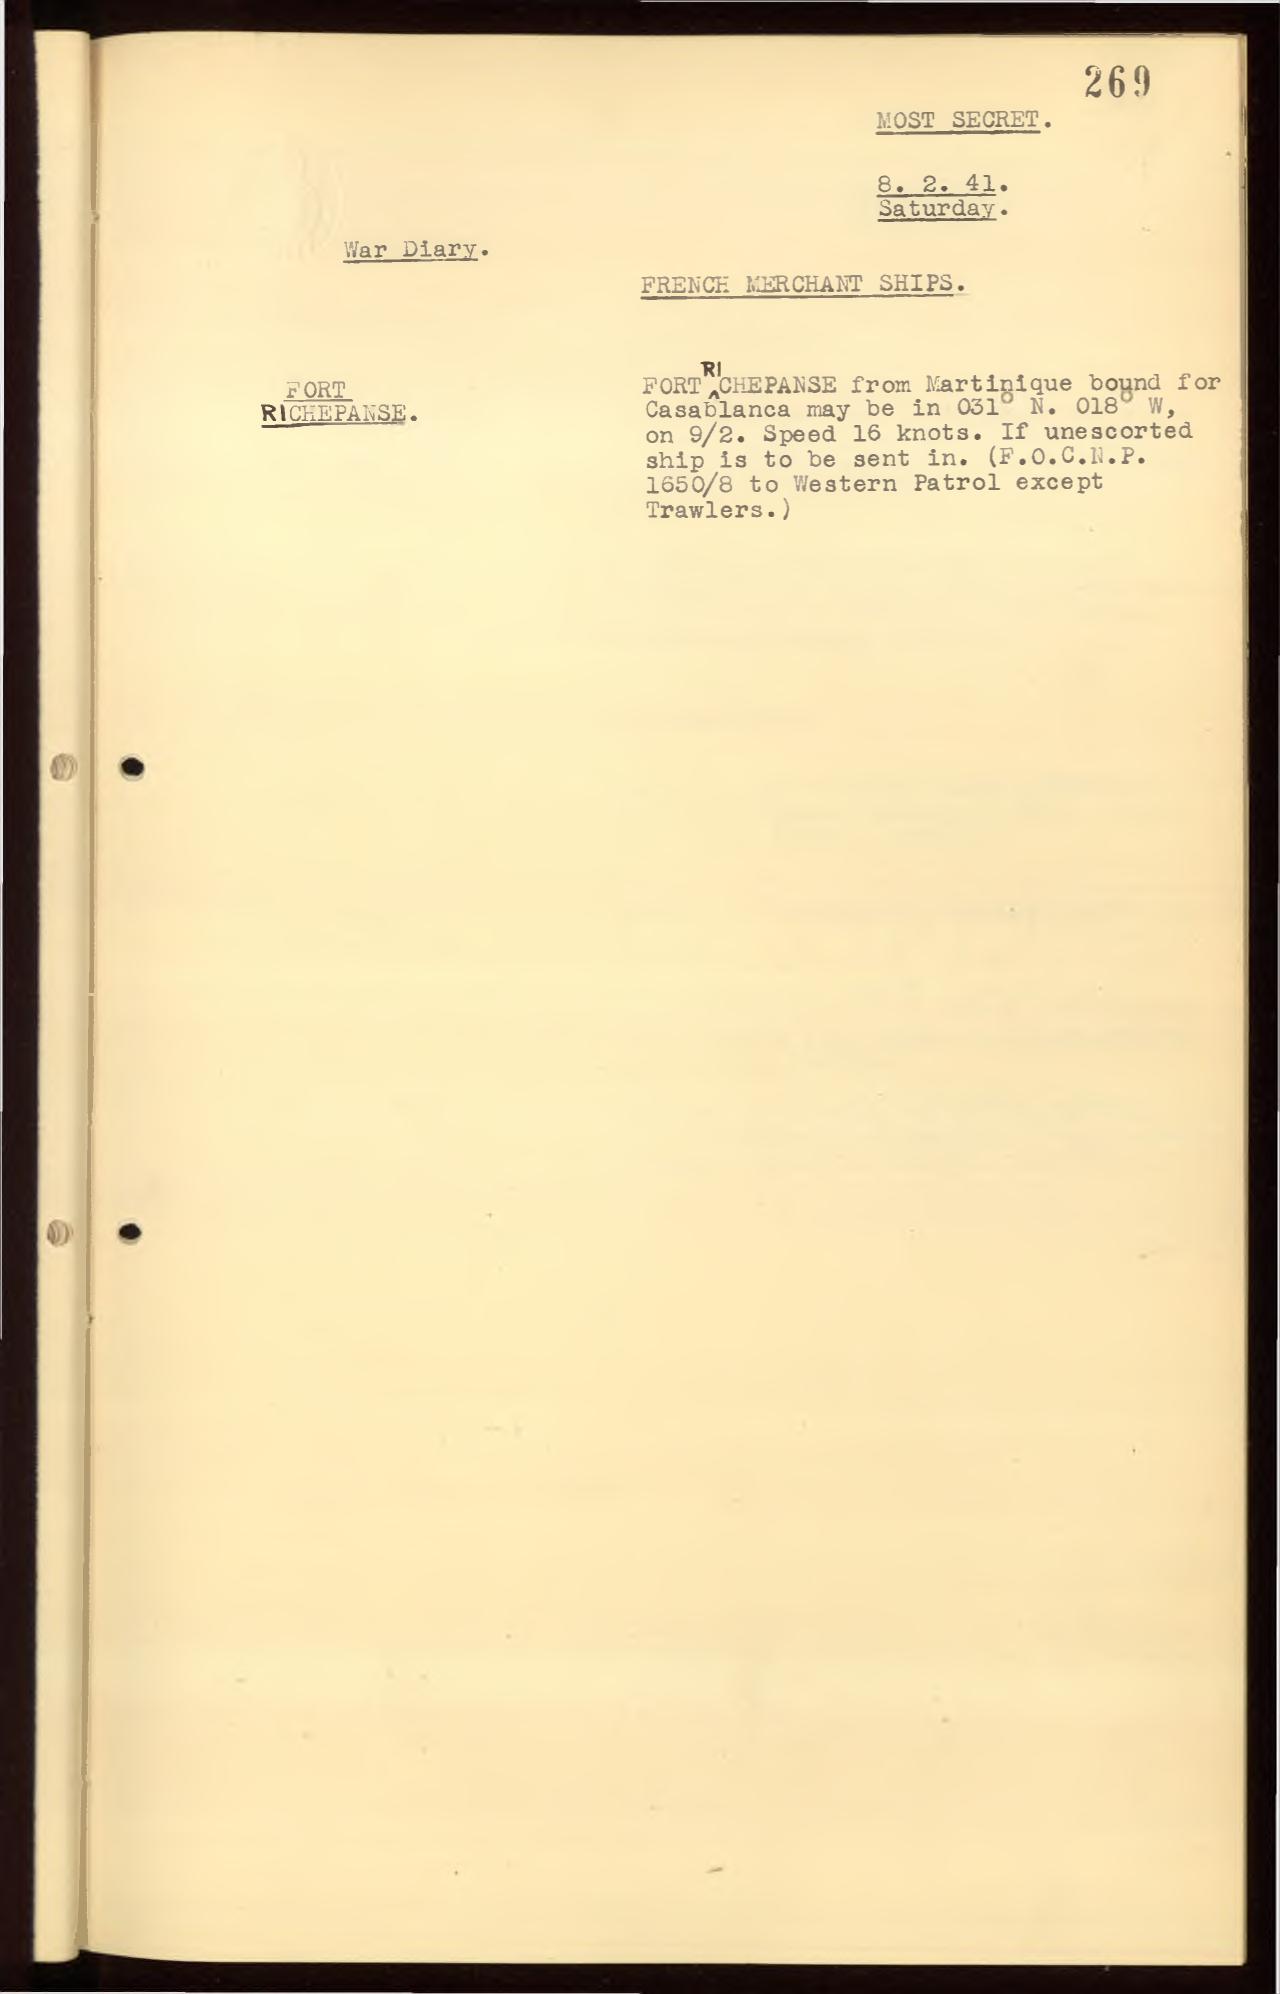 269
MOST SECRET.
8. 2. 41.
Saturday.
War Diary.
FRENCH MERCHANT SHIPS.
FORT
RICHEPANSE.
FORT RICHEPANSE from Martinique bound for
Casablanca may be in 031° N. 018° W,
on 9/2. Speed 16 knots. If unescorted
ship is to be sent in. (F.O.C.N.P.
1650/8 to Western Patrol except
Trawlers.)